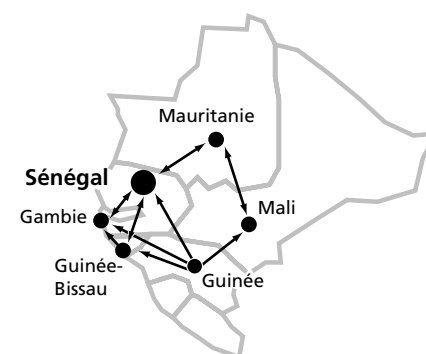 Mauritanie
Sénégal
Mali
Gambie
Guinée-
Bissau
Guinée